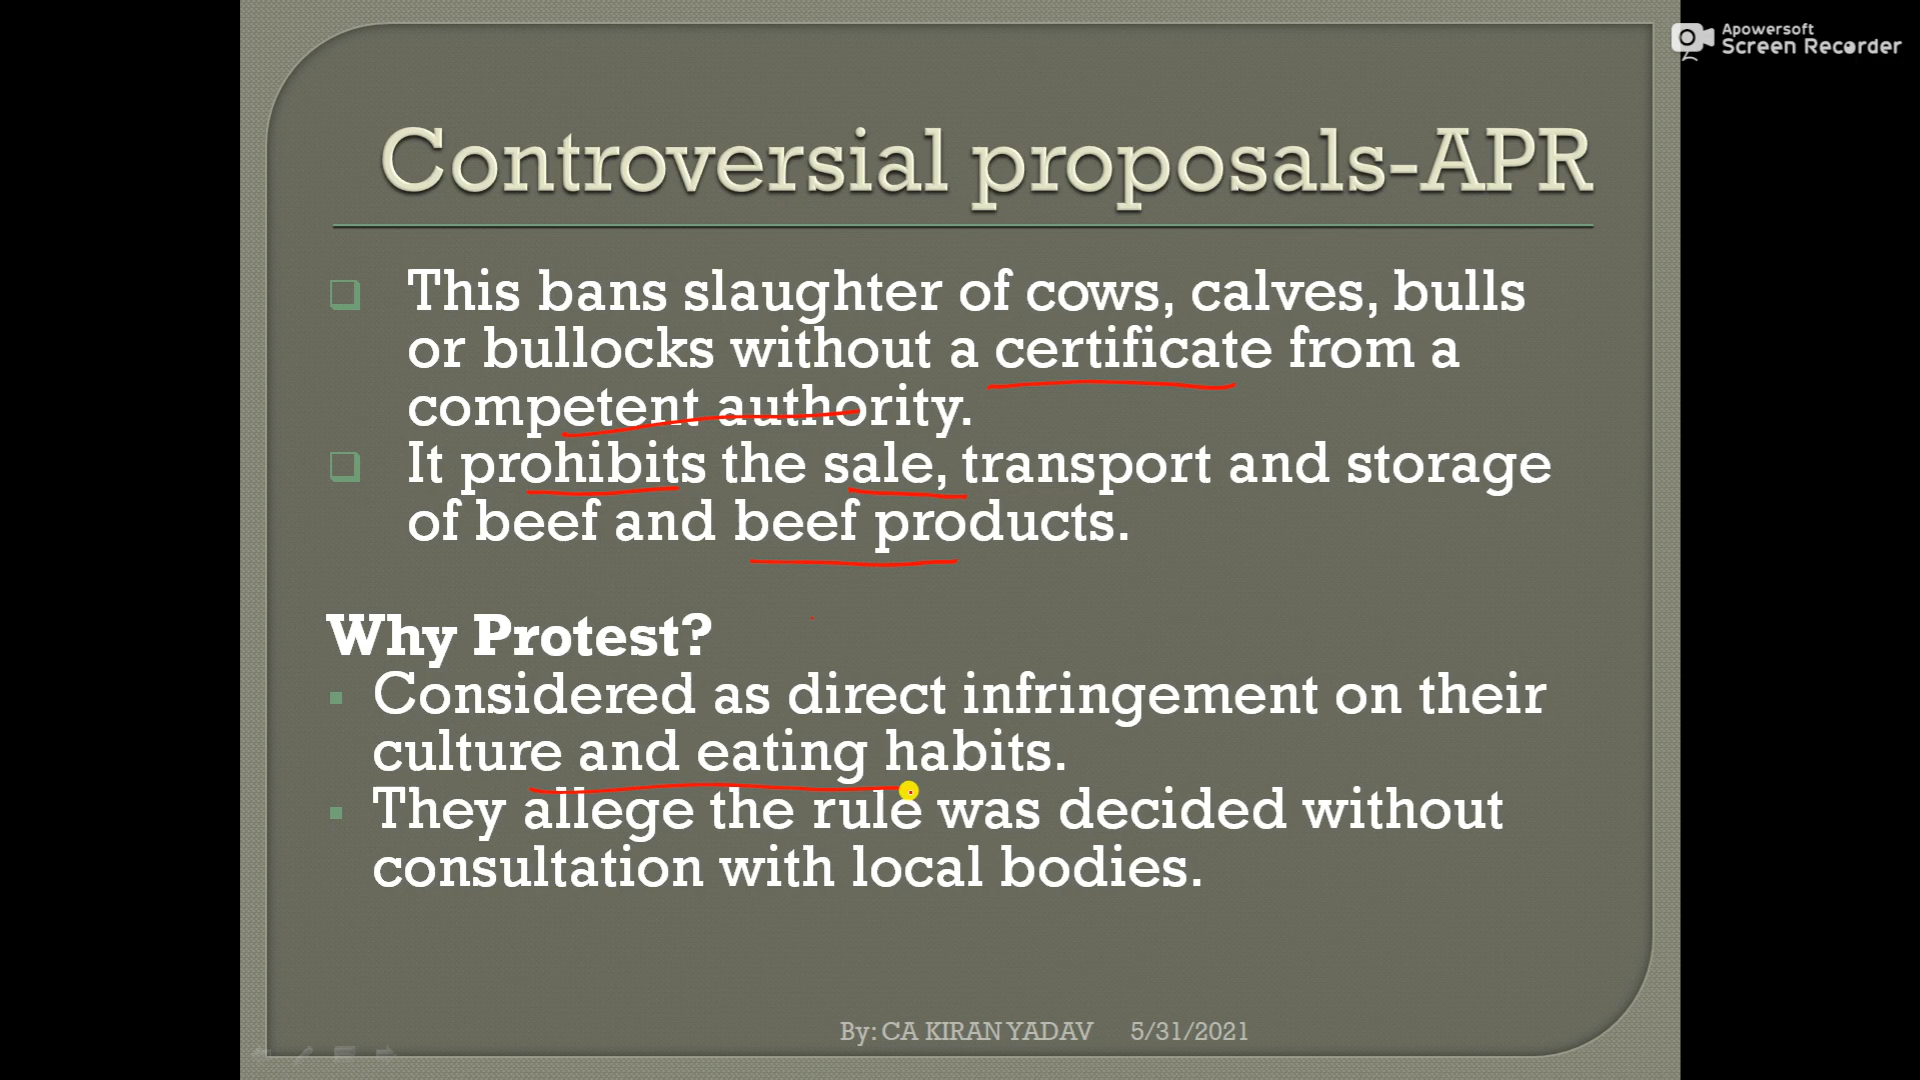 Apowersoft
Screen Recorder
Controversial proposals-APR
This bans slaughter of cows, calves, bulls
or bullocks without a certificate from a
competent authority.
It prohibits the sale, transport and storage
of beef and beef products.
Why Protest?
Considered as direct infringement on their
culture and eating habits.
They allege the rule was decided without
consultation with local bodies.
By: CA KIRAN YADAV 5/31/2021